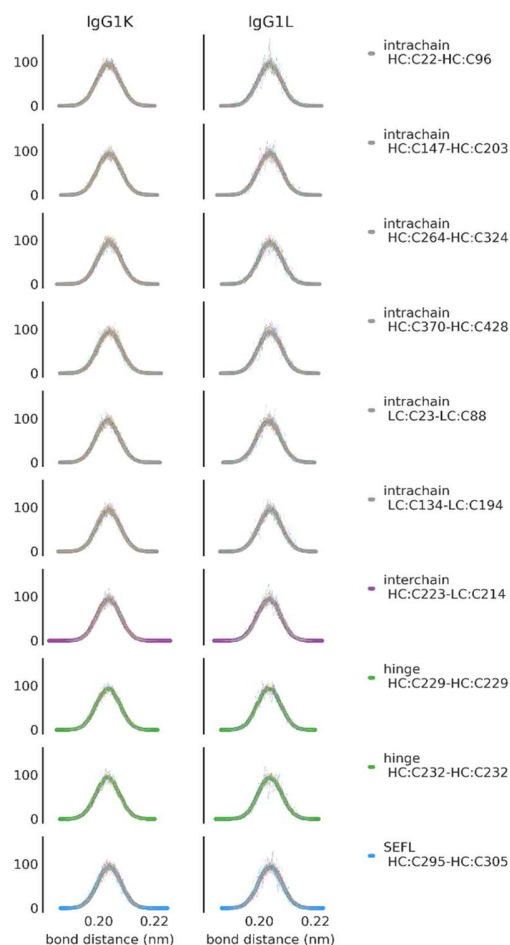 IgG1K IgG1L
100
0
intrachain
HC:C22-HC:C96
100
0
intrachain
HC:C147-HC:C203
100
0
intrachain
HC:C264-HC:C324
100
0
intrachain
HC:C370-HC:C428
100
0
intrachain
LC:C23-LC:C88
100
0
intrachain
LC:C134-LC:C194
100
0
interchain
HC:C223-LC:C214
100
0
hinge
HC:C229-HC:C229
100
0
hinge
HC:C232-HC:C232
100
0
SEFL
HC:C295-HC:C305
0.20 0.22 0.20 0.22
bond distance (nm) bond distance (nm)